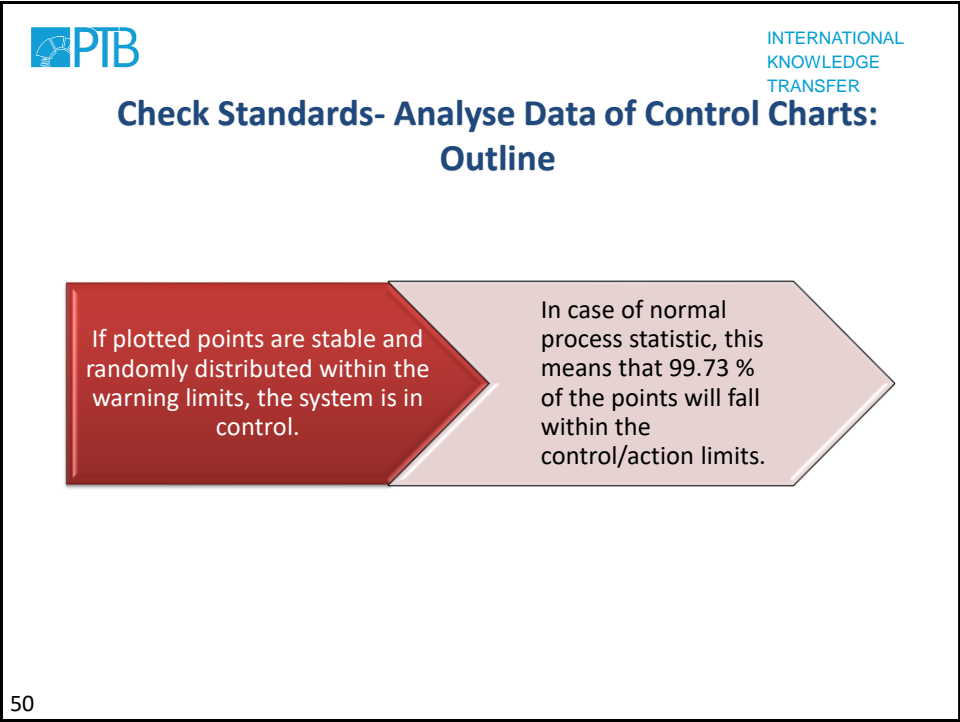 PTB
INTERNATIONAL
KNOWLEDGE
TRANSFER
Check Standards- Analyse Data of Control Charts:
Outline
If plotted points are stable and
randomly distributed within the
warning limits, the system is in
control.
In case of normal
process statistic, this
means that 99.73 %
of the points will fall
within the
control/action limits.
50